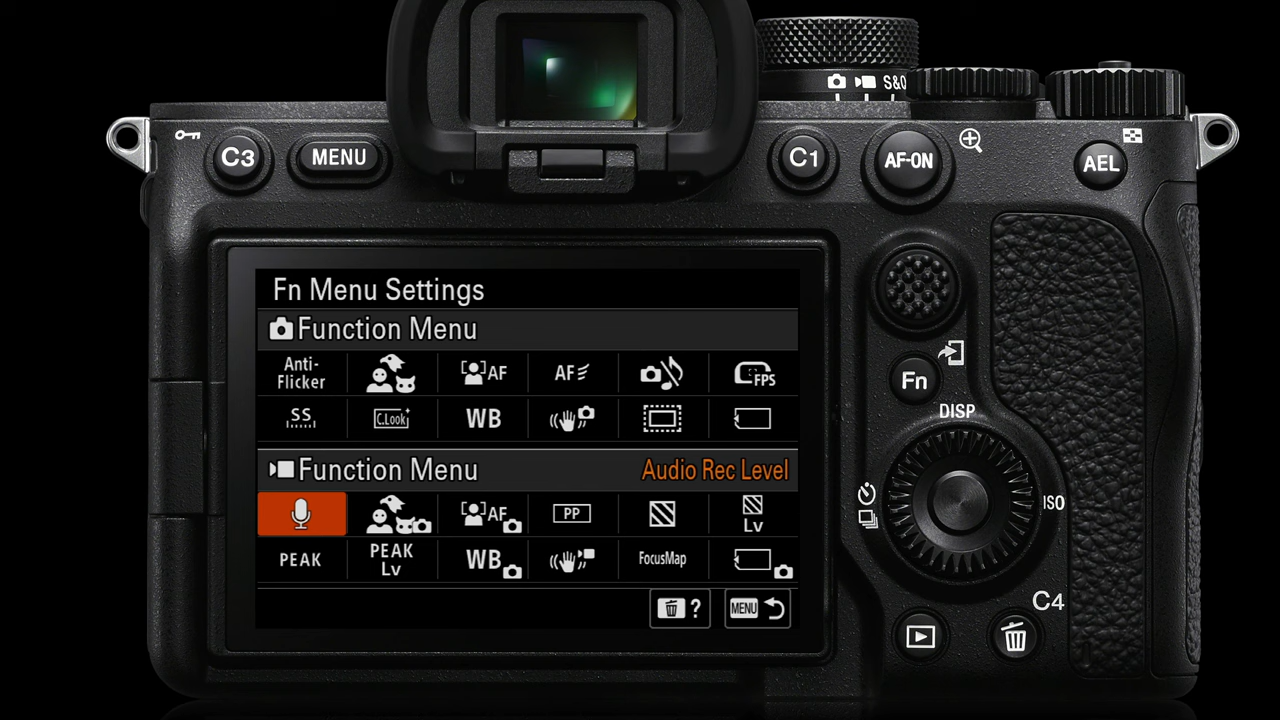 S&Q
C3
MENU
C1
AF-ON
AEL
Fn Menu Settings
Function Menu
Anti-
Flicker
AF
AF
FPS
SS
C.Look
WB
Function Menu
Audio Rec Level
AF
PP
Lv
PEAK
PEAK
Lv
WB
FocusMap
?
MENU
Fn
DISP
ISO
C4